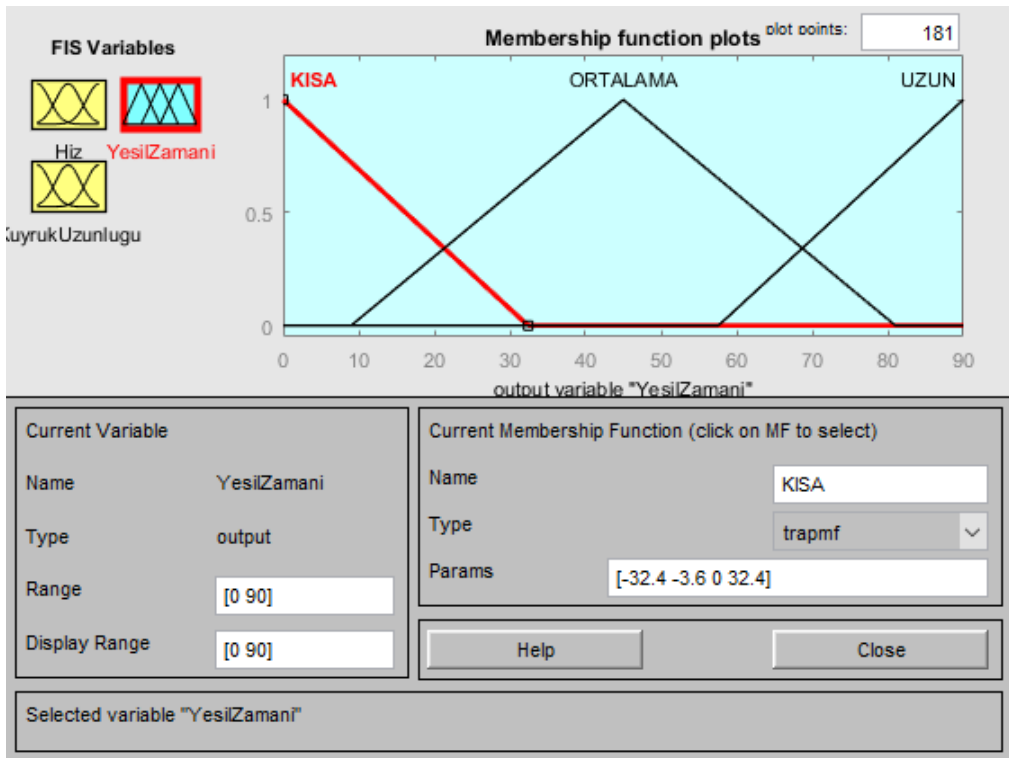 FIS Variables
Membership function plots
plot points:
181
KISA
ORTALAMA
UZUN
Hiz
YesilZamani
KuyrukUzunlugu
1
0.5
0
0 10 20 30 40 50 60 70 80 90
output variable "YesilZamani"
Current Variable
Name YesilZamani
Type output
Range [0 90]
Display Range [0 90]
Current Membership Function (click on MF to select)
Name KISA
Type trapmf
Params [-32.4 -3.6 0 32.4]
Help
Close
Selected variable "YesilZamani"